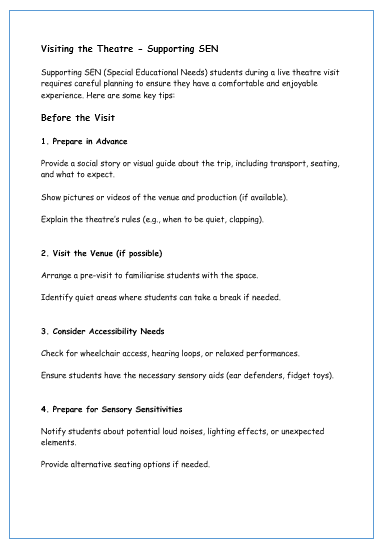 Visiting the Theatre - Supporting SEN
Supporting SEN (Special Educational Needs) students during a live theatre visit
requires careful planning to ensure they have a comfortable and enjoyable
experience. Here are some key tips:
Before the Visit
1. Prepare in Advance
Provide a social story or visual guide about the trip, including transport, seating,
and what to expect.
Show pictures or videos of the venue and production (if available).
Explain the theatre's rules (e.g., when to be quiet, clapping).
2. Visit the Venue (if possible)
Arrange a pre-visit to familiarise students with the space.
Identify quiet areas where students can take a break if needed.
3. Consider Accessibility Needs
Check for wheelchair access, hearing loops, or relaxed performances.
Ensure students have the necessary sensory aids (ear defenders, fidget toys).
4. Prepare for Sensory Sensitivities
Notify students about potential loud noises, lighting effects, or unexpected
elements.
Provide alternative seating options if needed.